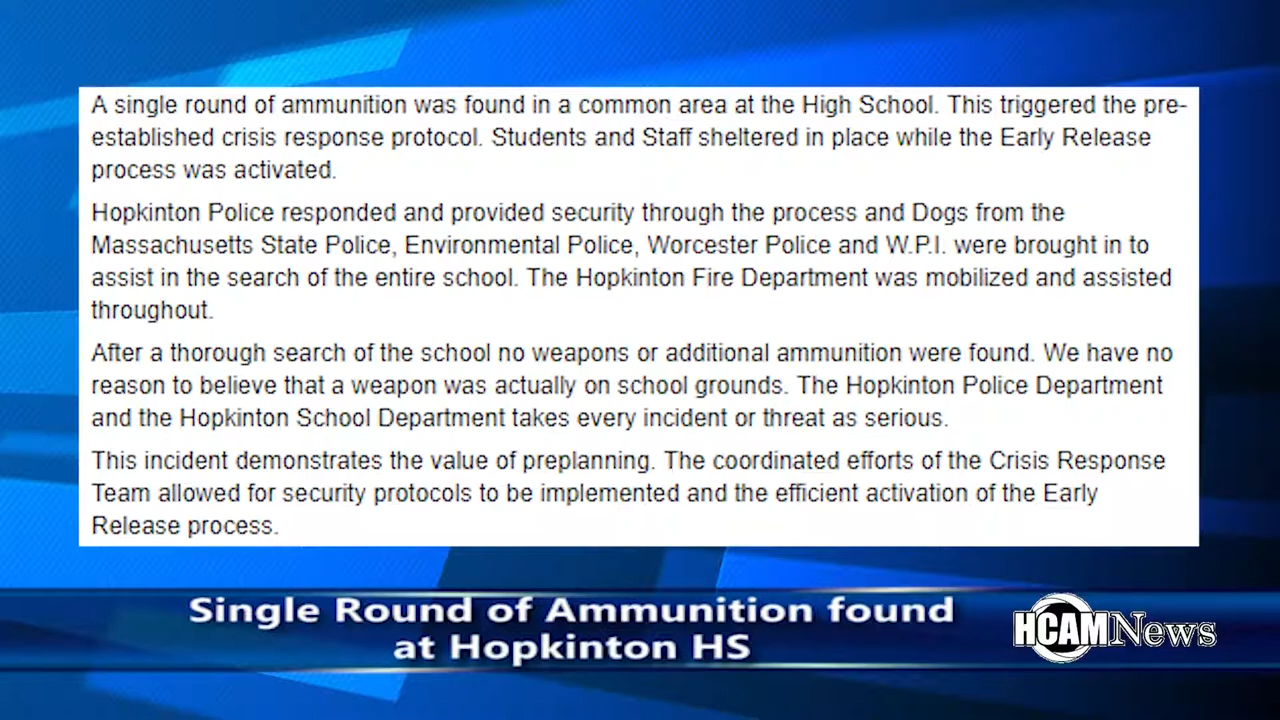 A single round of ammunition was found in a common area at the High School. This triggered the pre-
established crisis response protocol. Students and Staff sheltered in place while the Early Release
process was activated.
Hopkinton Police responded and provided security through the process and Dogs from the
Massachusetts State Police, Environmental Police, Worcester Police and W.P.I. were brought in to
assist in the search of the entire school. The Hopkinton Fire Department was mobilized and assisted
throughout.
After a thorough search of the school no weapons or additional ammunition were found. We have no
reason to believe that a weapon was actually on school grounds. The Hopkinton Police Department
and the Hopkinton School Department takes every incident or threat as serious.
This incident demonstrates the value of preplanning. The coordinated efforts of the Crisis Response
Team allowed for security protocols to be implemented and the efficient activation of the Early
Release process.
Single Round of Ammunition found
at Hopkinton HS
HCAM News